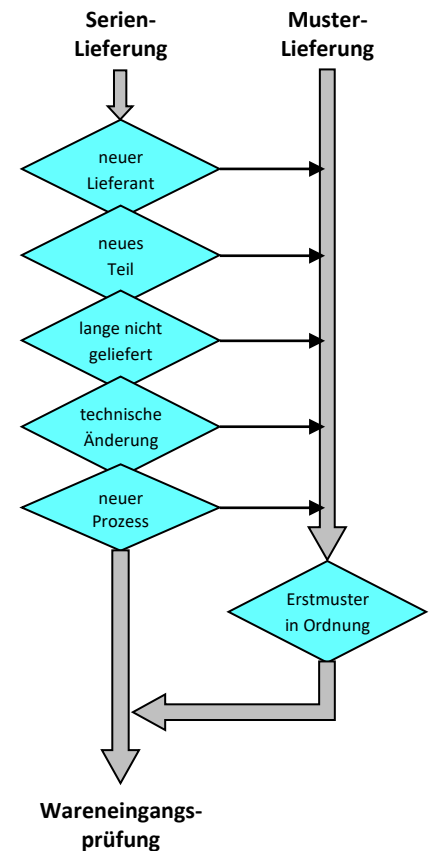 Serien-
Lieferung
Muster-
Lieferung
neuer
Lieferant
neues
Teil
lange nicht
geliefert
technische
Änderung
neuer
Prozess
Erstmuster
in Ordnung
Wareneingangs-
prüfung